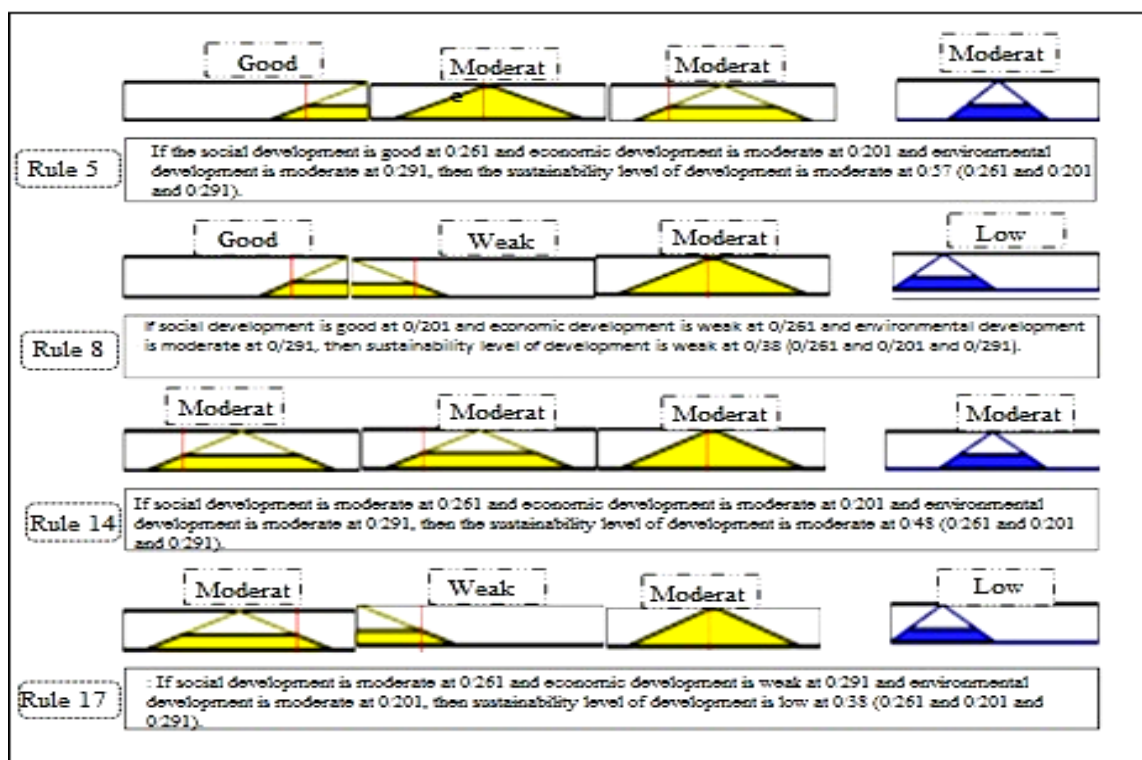 Good
Moderat
e
Moderat
Moderat
Rule 5
If the social development is good at 0:261 and economic development is moderate at 0:201 and environmental
development is moderate at 0:291, then the sustainability level of development is moderate at 0:57 (0:261 and 0:201
and 0:291).
Good
Weak
Moderat
Low
Rule 8
If social development is good at 0/201 and economic development is weak at 0/261 and environmental development
is moderate at 0/291, then sustainability level of development is weak at 0/38 (0/261 and 0/201 and 0/291).
Moderat
Moderat
Moderat
Moderat
Rule 14
If social development is moderate at 0:261 and economic development is moderate at 0:201 and environmental
development is moderate at 0:291, then the sustainability level of development is moderate at 0:48 (0:261 and 0:201
and 0:291).
Moderat
Weak
Moderat
Low
Rule 17
: If social development is moderate at 0:261 and economic development is weak at 0:291 and environmental
development is moderate at 0:201, then sustainability level of development is low at 0:38 (0:261 and 0:201 and
0:291).